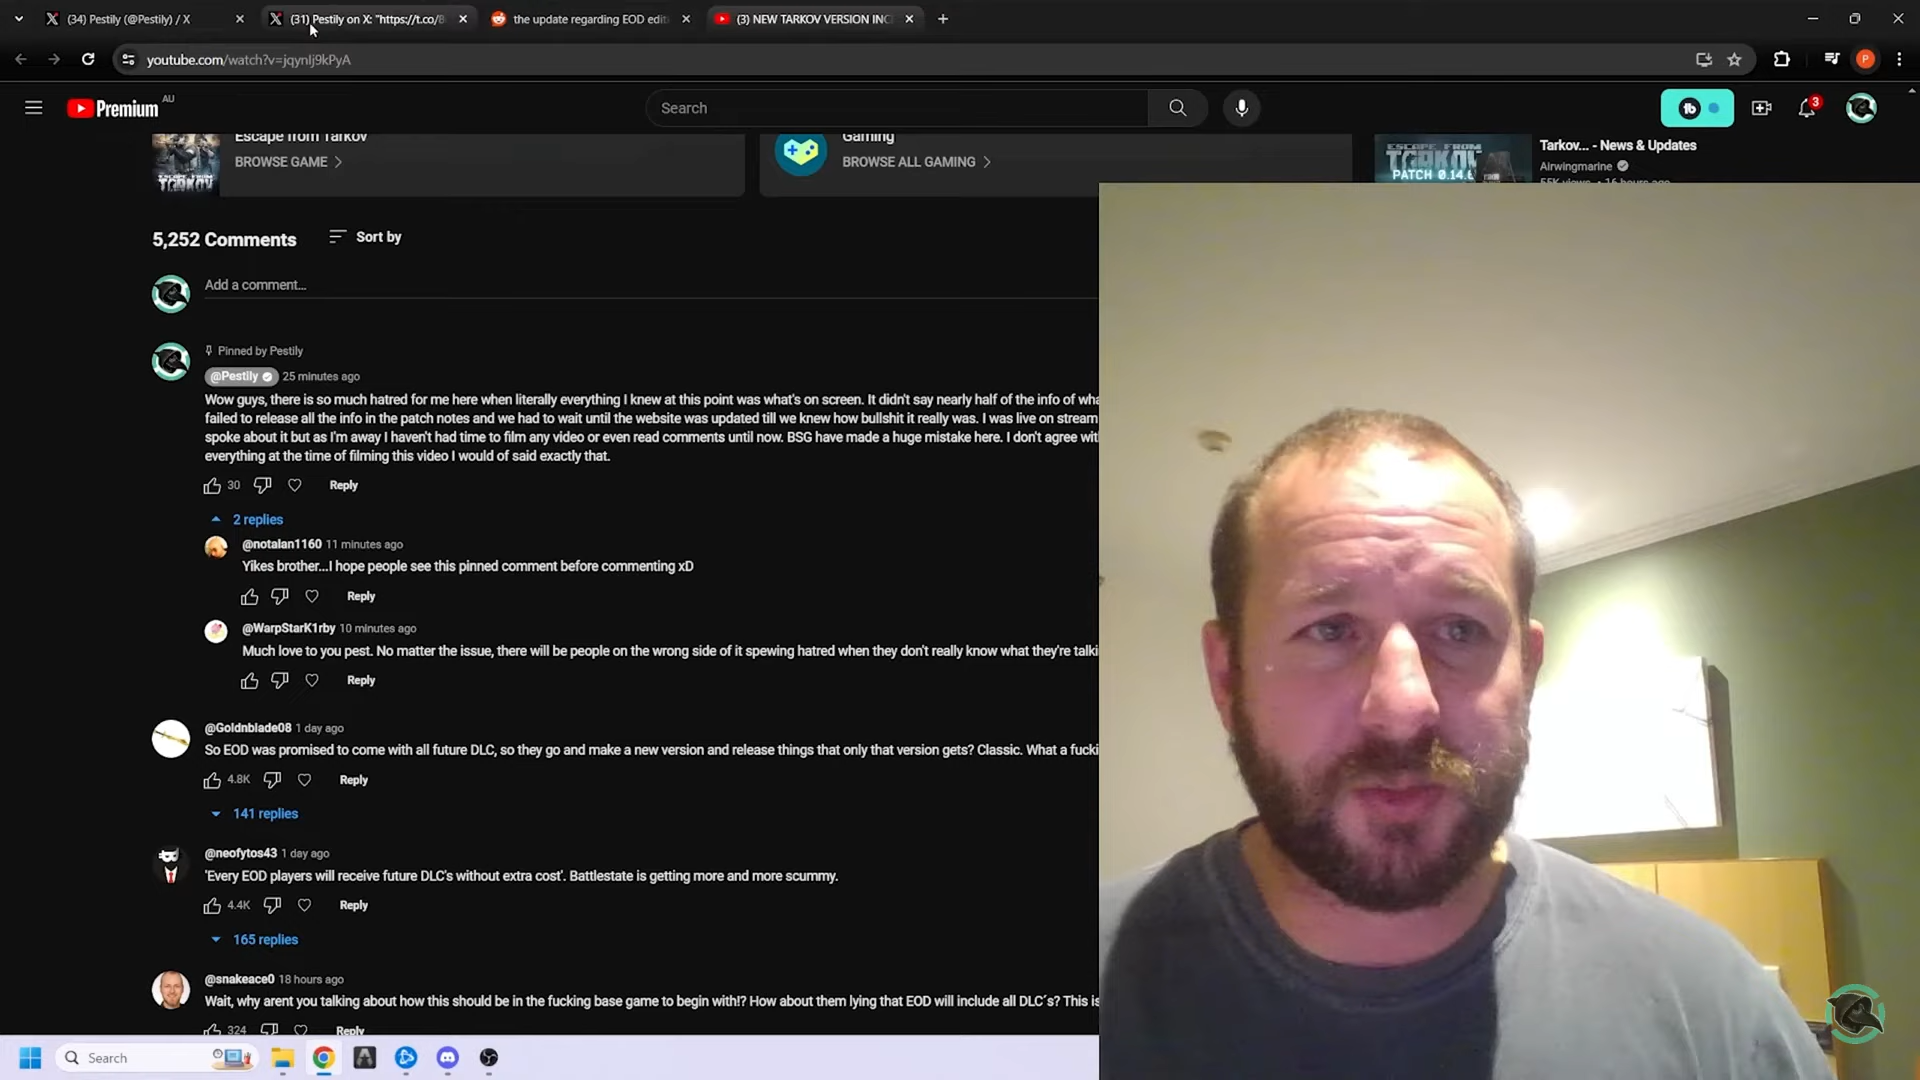 (34) Pestily (@Pestily) / X
(31) Pestily on X: "https://t.co/B
the update regarding EOD edit
(3) NEW TARKOV VERSION INC
youtube.com/watch?v=jqynIj9kPyA
P
Premium AU
Search
3
Escape from Tarkov
BROWSE GAME
Gaming
BROWSE ALL GAMING
ESCAPE FROM
TARKOV
PATCH 0.14.
Tarkov... - News & Updates
Airwingmarine
55K views • 16 hours ago
5,252 Comments
Sort by
Add a comment...
Pinned by Pestily
@Pestily 25 minutes ago
Wow guys, there is so much hatred for me here when literally everything I knew at this point was what's on screen. It didn't say nearly half of the info of wha
failed to release all the info in the patch notes and we had to wait until the website was updated till we knew how bullshit it really was. I was live on stream
spoke about it but as I'm away I haven't had time to film any video or even read comments until now. BSG have made a huge mistake here. I don't agree wit
everything at the time of filming this video I would of said exactly that.
30 Reply
2 replies
@notalan1160 11 minutes ago
Yikes brother...I hope people see this pinned comment before commenting xD
Reply
@WarpStarK1rby 10 minutes ago
Much love to you pest. No matter the issue, there will be people on the wrong side of it spewing hatred when they don't really know what they're talki
Reply
@Goldnblade08 1 day ago
So EOD was promised to come with all future DLC, so they go and make a new version and release things that only that version gets? Classic. What a fucki
4.8K Reply
141 replies
@neofytos43 1 day ago
'Every EOD players will receive future DLC's without extra cost'. Battlestate is getting more and more scummy.
4.4K Reply
165 replies
@snakeace0 18 hours ago
Wait, why arent you talking about how this should be in the fucking base game to begin with!? How about them lying that EOD will include all DLC´s? This is
324 Reply
Search